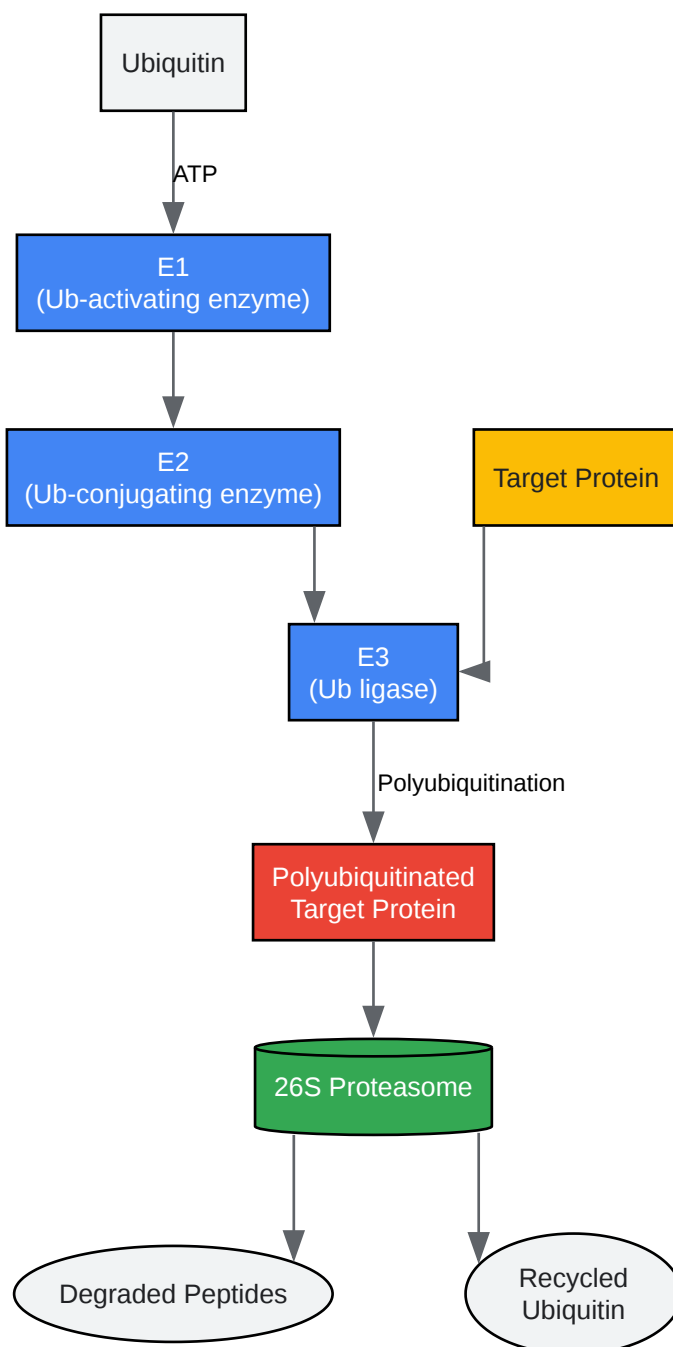 Ubiquitin
ATP
E1
(Ub-activating enzyme)
E2
(Ub-conjugating enzyme)
Target Protein
E3
(Ub ligase)
Polyubiquitination
Polyubiquitinated
Target Protein
26S Proteasome
Degraded Peptides
Recycled
Ubiquitin